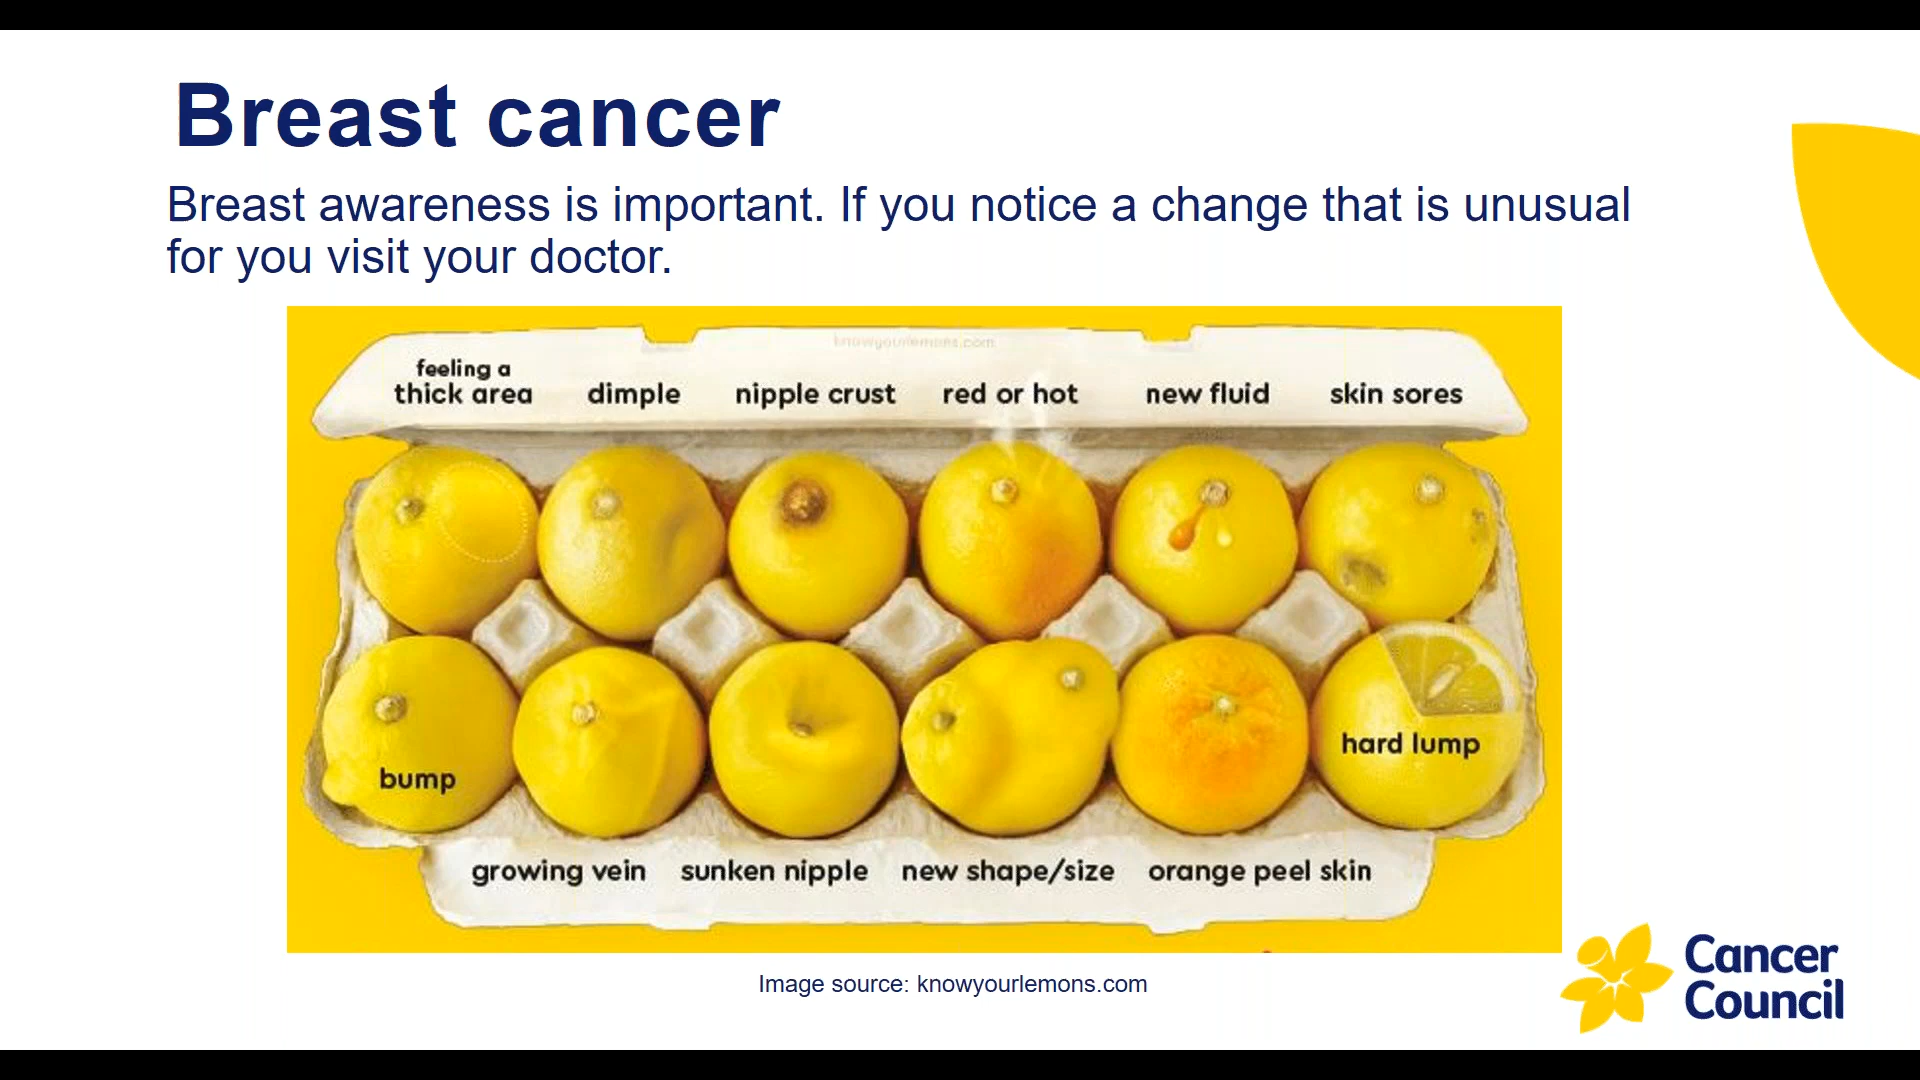 Breast cancer
Breast awareness is important. If you notice a change that is unusual
for you visit your doctor.
knowyourlemons.com
feeling a
thick area
dimple
nipple crust
red or hot
new fluid
skin sores
bump
hard lump
growing vein
sunken nipple
new shape/size
orange peel skin
Image source: knowyourlemons.com
Cancer
Council